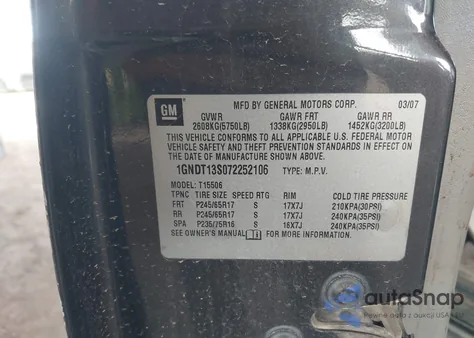 GM
MFD BY GENERAL MOTORS CORP. 03/07
GVWR GAWR FRT GAWR RR
2608KG(5750LB) 1338KG(2950LB) 1452KG(3200LB)
THIS VEHICLE CONFORMS TO ALL APPLICABLE U.S. FEDERAL MOTOR
VEHICLE SAFETY AND THEFT PREVENTION STANDARDS IN EFFECT ON
THE DATE OF MANUFACTURE SHOWN ABOVE.
1GNDT13S072252106 TYPE: M.P.V.
MODEL: T15506
TPNC TIRE SIZE SPEED RTG RIM COLD TIRE PRESSURE
FRT P245/65R17 S 17X7J 210KPA(30PSI)
RR P245/65R17 S 17X7J 240KPA(35PSI)
SPA P235/75R16 S 16X7J 240KPA(35PSI)
SEE OWNER'S MANUAL FOR MORE INFORMATION.
autoSnap
Twoje auto z aukcji USA